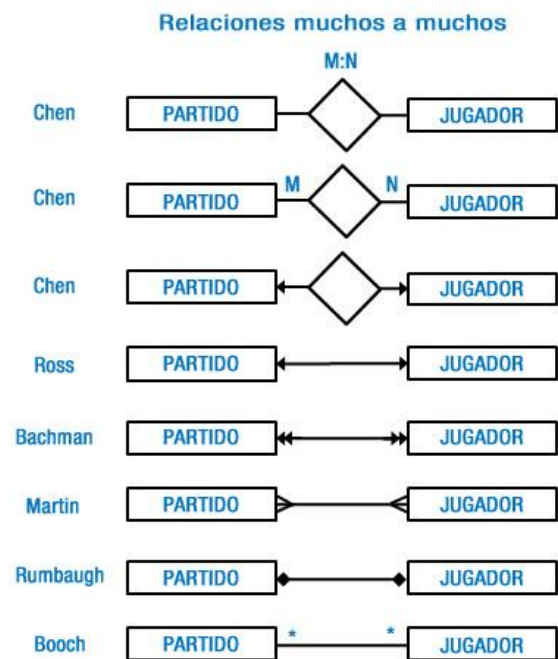 Relaciones muchos a muchos
M:N
Chen PARTIDO JUGADOR
Chen PARTIDO M N JUGADOR
Chen PARTIDO JUGADOR
Ross PARTIDO JUGADOR
Bachman PARTIDO JUGADOR
Martin PARTIDO JUGADOR
Rumbaugh PARTIDO JUGADOR
Booch PARTIDO * * JUGADOR